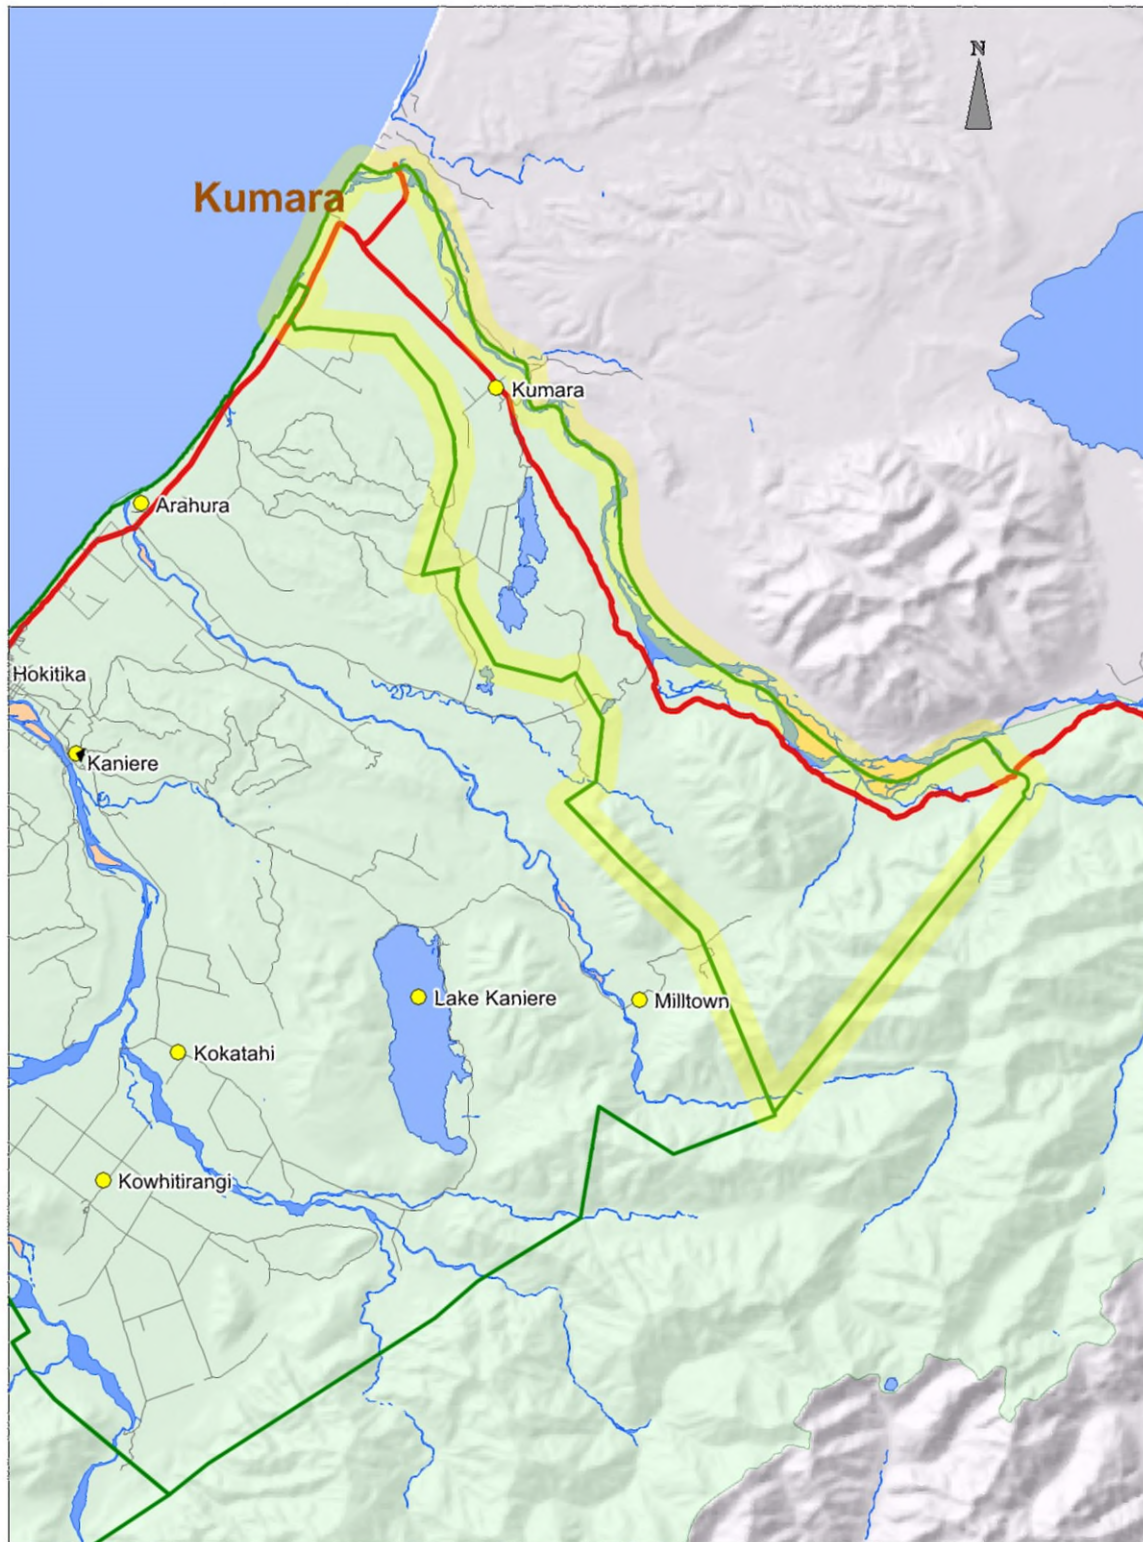 N
Kumara
Kumara
Arahura
Hokitika
Kaniere
Lake Kaniere
Milltown
Kokatahi
Kowhitirangi